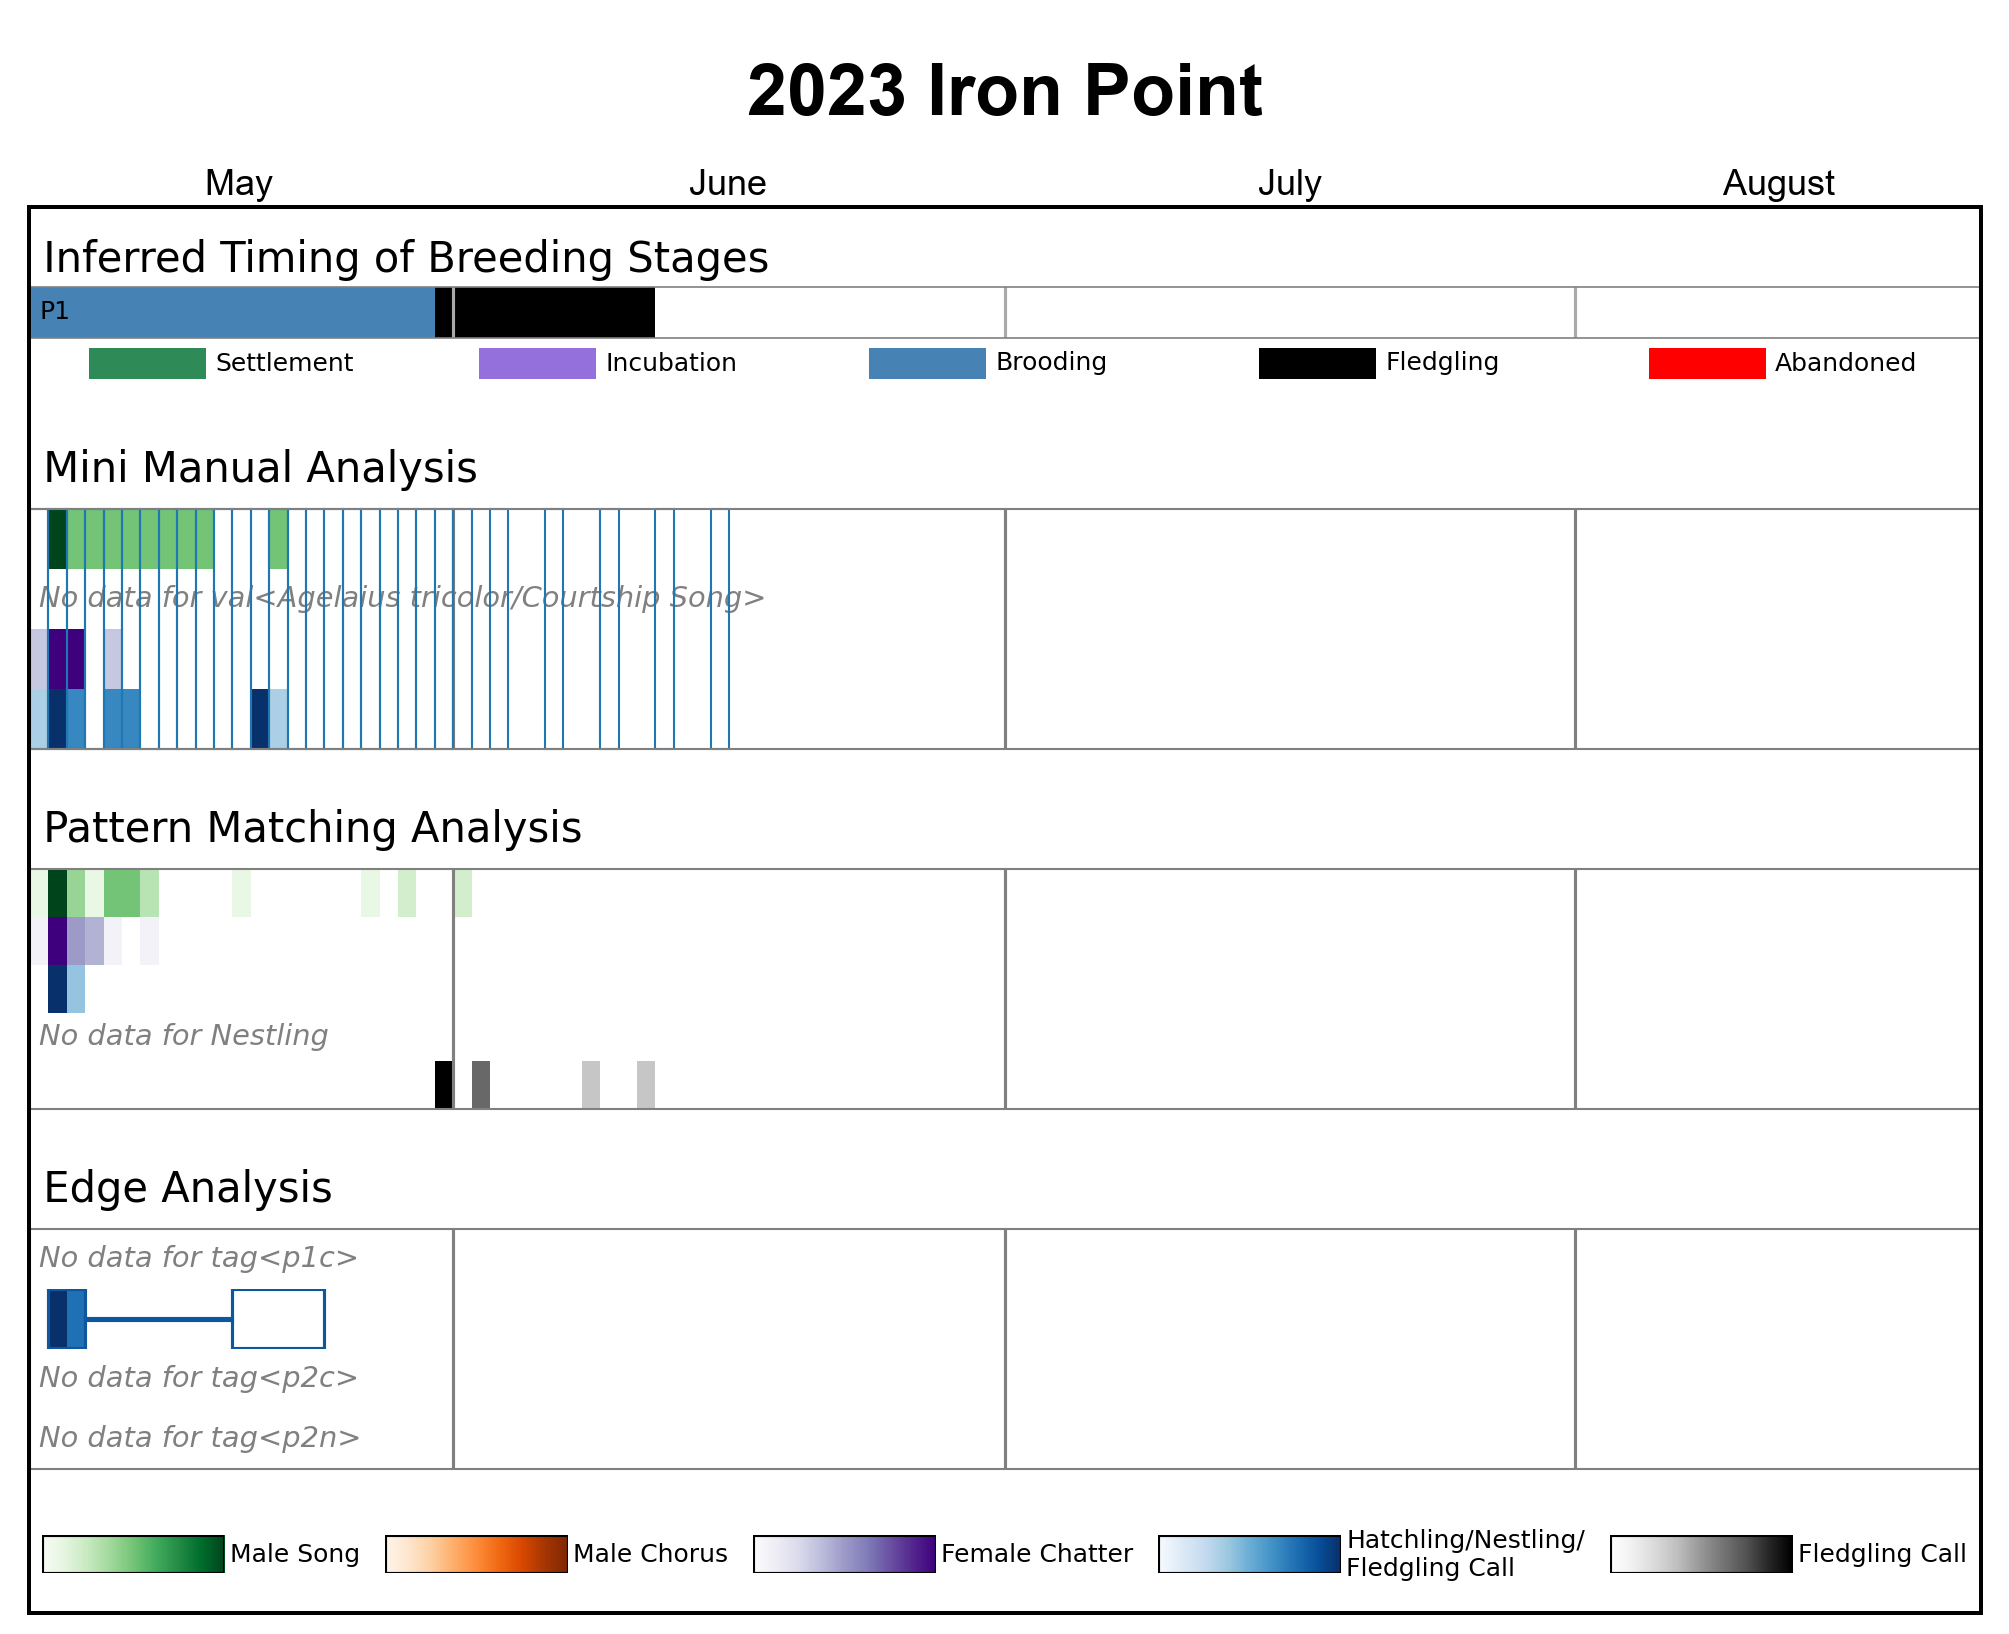 2023 Iron Point
May June July August
Inferred Timing of Breeding Stages
P1
Settlement Incubation Brooding Fledgling Abandoned
Mini Manual Analysis
No data for val<Agelaius tricolor/Courtship Song>
Pattern Matching Analysis
No data for Nestling
Edge Analysis
No data for tag<p1c>
No data for tag<p2c>
No data for tag<p2n>
Male Song Male Chorus Female Chatter Hatchling/Nestling/
Fledgling Call Fledgling Call